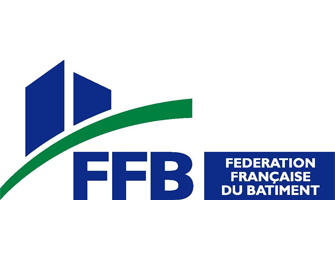 FFB
FEDERATION
FRANÇAISE
DU BATIMENT